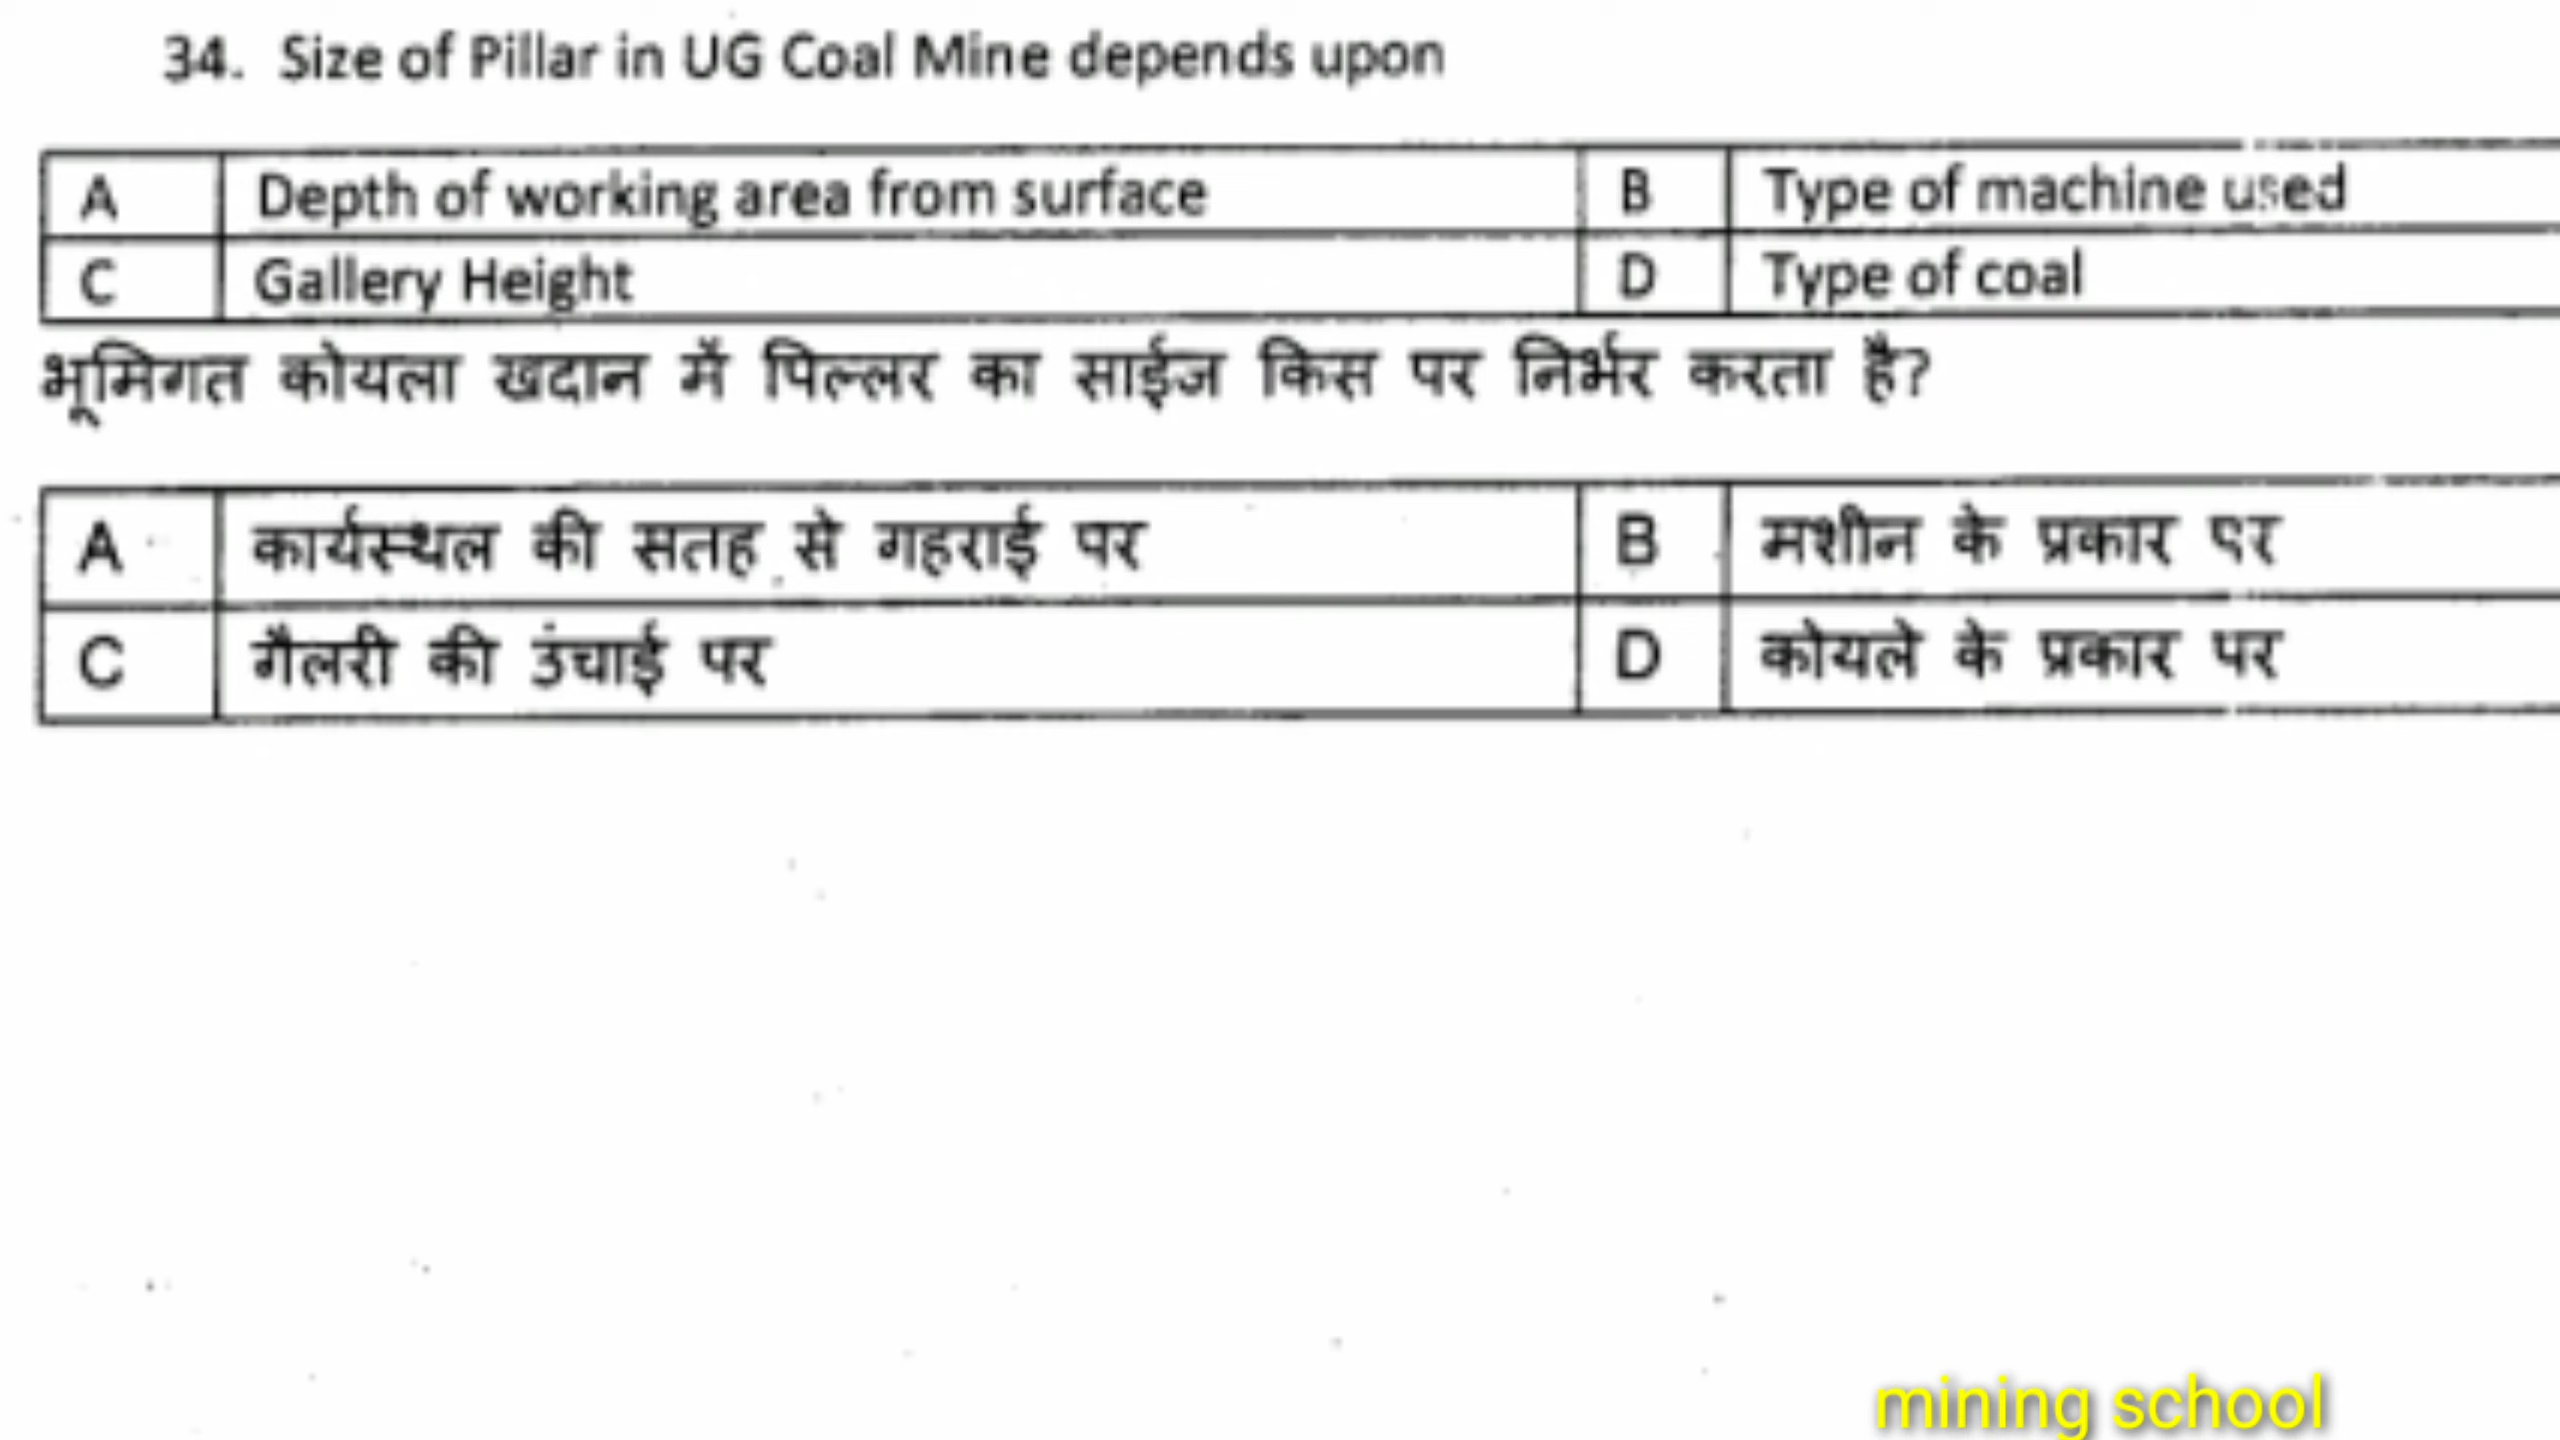 34. Size of Pillar in UG Coal Mine depends upon
A Depth of working area from surface B Type of machine used
C Gallery Height D Type of coal
भूमिगत कोयला खदान में पिल्लर का साईज किस पर निर्भर करता है?
A कार्यस्थल की सतह से गहराई पर B मशीन के प्रकार पर
C गैलरी की उंचाई पर D कोयले के प्रकार पर
mining school